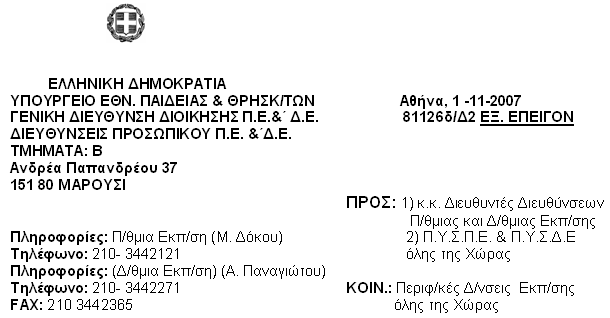 ΕΛΛΗΝΙΚΗ ΔΗΜΟΚΡΑΤΙΑ
ΥΠΟΥΡΓΕΙΟ ΕΘΝ. ΠΑΙΔΕΙΑΣ & ΘΡΗΣΚ/ΤΩΝ
ΓΕΝΙΚΗ ΔΙΕΥΘΥΝΣΗ ΔΙΟΙΚΗΣΗΣ Π.Ε.&΄ Δ.Ε.
ΔΙΕΥΘΥΝΣΕΙΣ ΠΡΟΣΩΠΙΚΟΥ Π.Ε. &΄Δ.Ε.
ΤΜΗΜΑΤΑ: Β
Ανδρέα Παπανδρέου 37
151 80 ΜΑΡΟΥΣΙ
Αθήνα, 1 -11-2007
81126δ/Δ2 ΕΞ. ΕΠΕΙΓΟΝ
Πληροφορίες: Π/θμια Εκπ/ση (Μ. Δόκου)
Τηλέφωνο: 210- 3442121
Πληροφορίες: (Δ/θμια Εκπ/ση) (Α. Παναγιώτου)
Τηλέφωνο: 210- 3442271
FAX: 210 3442365
ΠΡΟΣ: 1) κ.κ. Διευθυντές Διευθύνσεων
Π/θμιας και Δ/θμιας Εκπ/σης
2) Π.Υ.Σ.Π.Ε. & Π.Υ.Σ.Δ.Ε
όλης της Χώρας
ΚΟΙΝ.: Περιφ/κές Δ/νσεις Εκπ/σης
όλης της Χώρας